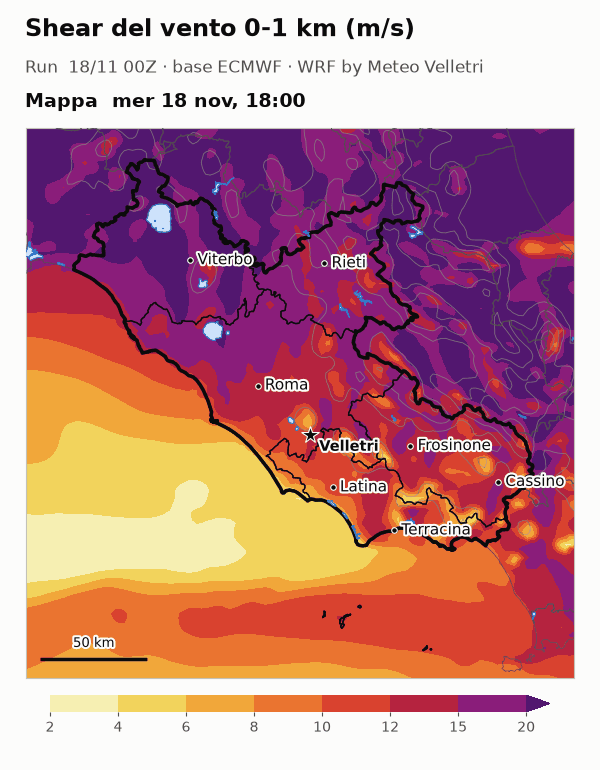 Shear del vento 0-1 km (m/s)
Run 18/11 00Z · base ECMWF · WRF by Meteo Velletri
Mappa mer 18 nov, 18:00
Viterbo
Rieti
Roma
Velletri
Frosinone
Latina
Cassino
Terracina
50 km
2 4 6 8 10 12 15 20